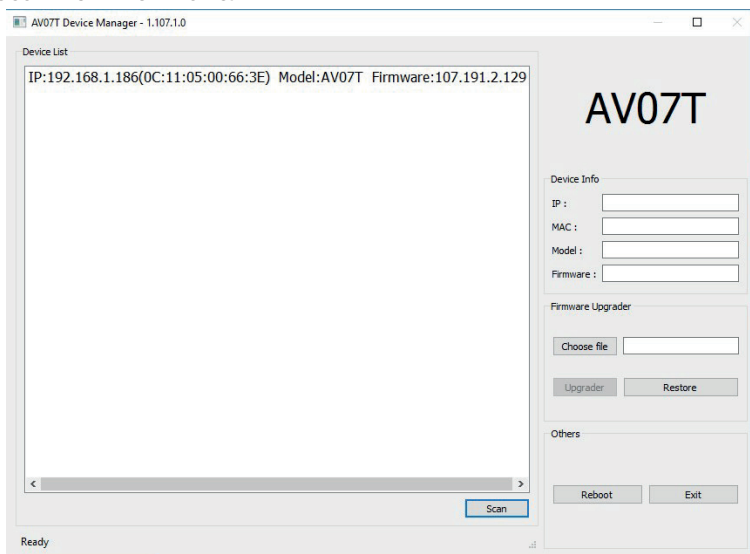 AV07T Device Manager - 1.107.1.0
Device List
IP:192.168.1.186(0C:11:05:00:66:3E) Model:AV07T Firmware:107.191.2.129
Scan
Ready
AV07T
Device Info
IP :
MAC :
Model :
Firmware :
Firmware Upgrader
Choose file
Upgrader Restore
Others
Reboot Exit